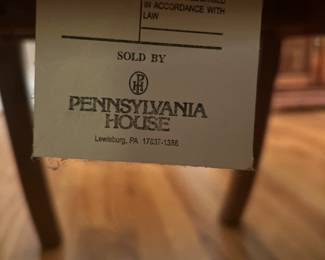 IN ACCORDANCE WITH
LAW
SOLD BY
PH
PENNSYLVANIA
HOUSE
Lewisburg, PA 17837-1386